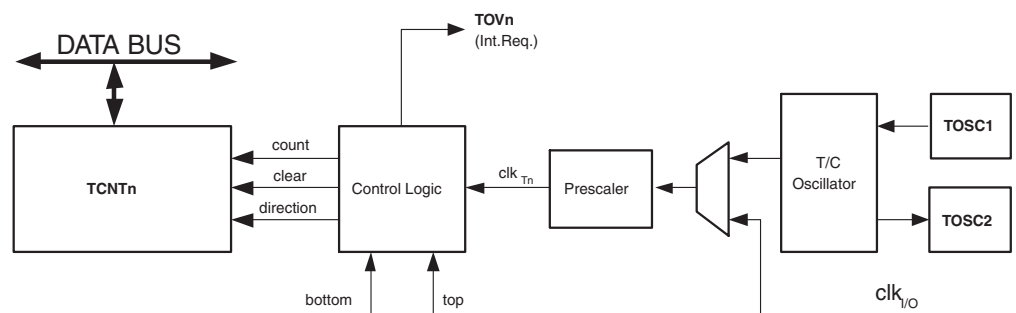 TOVn
(Int.Req.)
DATA BUS
TCNTn
count
clear
direction
Control Logic
clk Tn
Prescaler
T/C
Oscillator
TOSC1
TOSC2
bottom
top
clk I/O